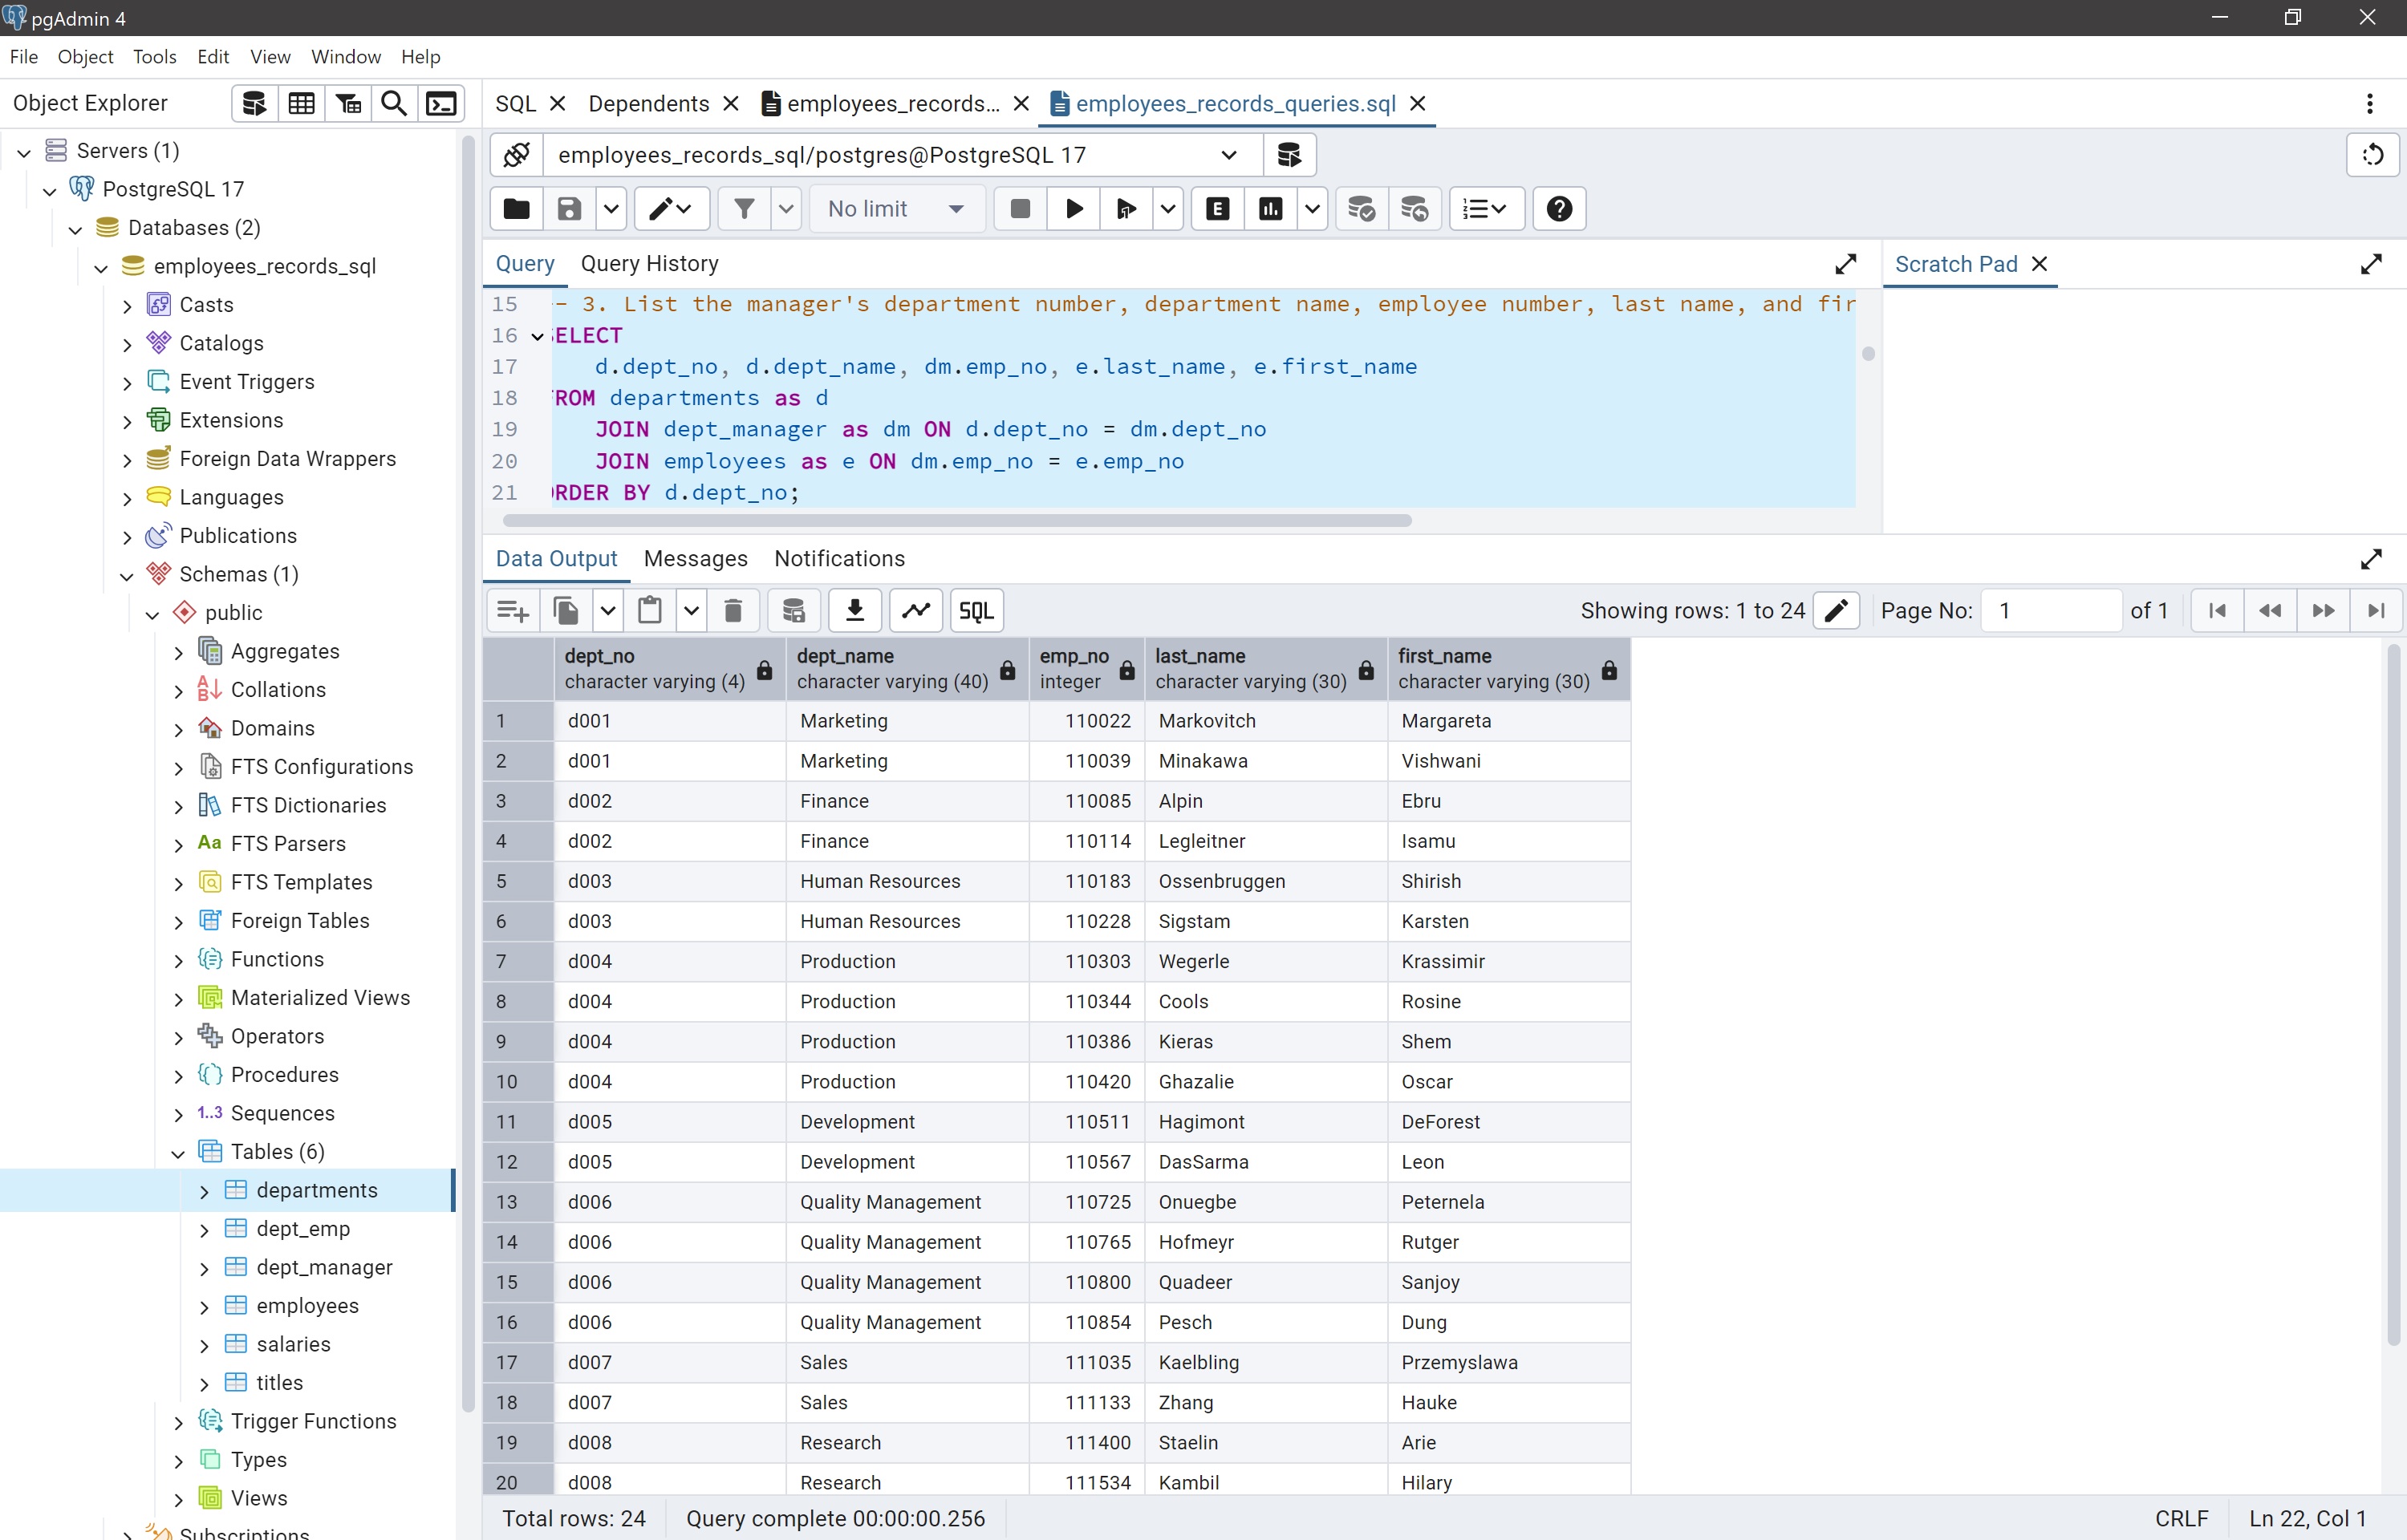 pgAdmin 4
File Object Tools Edit View Window Help
Object Explorer
SQL Dependents employees_records... employees_records_queries.sql
Servers (1)
PostgreSQL 17
Databases (2)
employees_records_sql
Casts
Catalogs
Event Triggers
Extensions
Foreign Data Wrappers
Languages
Publications
Schemas (1)
public
Aggregates
Collations
Domains
FTS Configurations
FTS Dictionaries
Aa FTS Parsers
FTS Templates
Foreign Tables
Functions
Materialized Views
Operators
Procedures
1..3 Sequences
Tables (6)
departments
dept_emp
dept_manager
employees
salaries
titles
Trigger Functions
Types
Views
Subscriptions
employees_records_sql/postgres@PostgreSQL 17
No limit
E
Query Query History
Scratch Pad
15 -- 3. List the manager's department number, department name, employee number, last name, and fir
16 SELECT
17 d.dept_no, d.dept_name, dm.emp_no, e.last_name, e.first_name
18 FROM departments as d
19 JOIN dept_manager as dm ON d.dept_no = dm.dept_no
20 JOIN employees as e ON dm.emp_no = e.emp_no
21 ORDER BY d.dept_no;
Data Output Messages Notifications
SQL Showing rows: 1 to 24 Page No: 1 of 1
dept_no dept_name emp_no last_name first_name
character varying (4) character varying (40) integer character varying (30) character varying (30)
1 d001 Marketing 110022 Markovitch Margareta
2 d001 Marketing 110039 Minakawa Vishwani
3 d002 Finance 110085 Alpin Ebru
4 d002 Finance 110114 Legleitner Isamu
5 d003 Human Resources 110183 Ossenbruggen Shirish
6 d003 Human Resources 110228 Sigstam Karsten
7 d004 Production 110303 Wegerle Krassimir
8 d004 Production 110344 Cools Rosine
9 d004 Production 110386 Kieras Shem
10 d004 Production 110420 Ghazalie Oscar
11 d005 Development 110511 Hagimont DeForest
12 d005 Development 110567 DasSarma Leon
13 d006 Quality Management 110725 Onuegbe Peternela
14 d006 Quality Management 110765 Hofmeyr Rutger
15 d006 Quality Management 110800 Quadeer Sanjoy
16 d006 Quality Management 110854 Pesch Dung
17 d007 Sales 111035 Kaelbling Przemyslawa
18 d007 Sales 111133 Zhang Hauke
19 d008 Research 111400 Staelin Arie
20 d008 Research 111534 Kambil Hilary
Total rows: 24 Query complete 00:00:00.256 CRLF Ln 22, Col 1